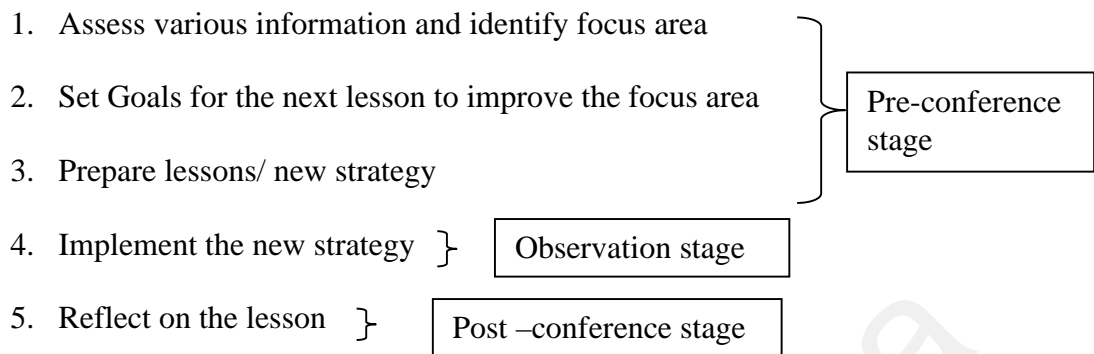 1. Assess various information and identify focus area
2. Set Goals for the next lesson to improve the focus area
Pre-conference
stage
3. Prepare lessons/ new strategy
4. Implement the new strategy
Observation stage
5. Reflect on the lesson
Post –conference stage